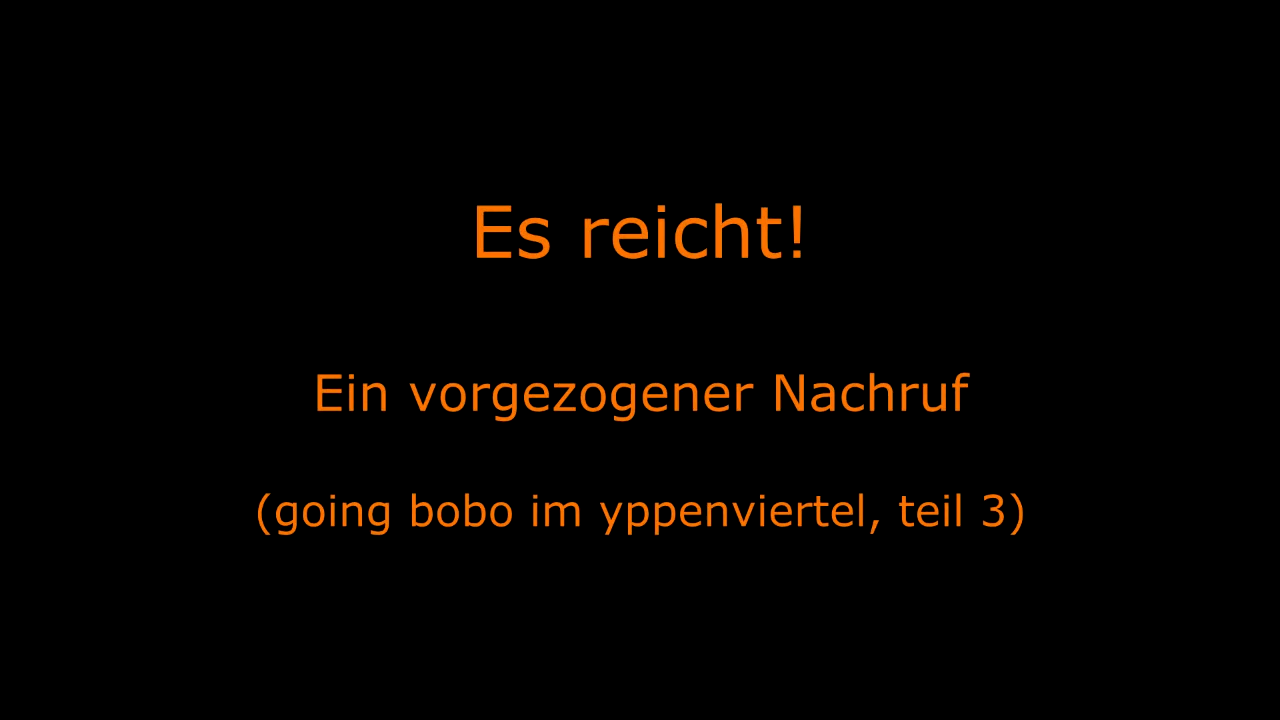 Es reicht!
Ein vorgezogener Nachruf
(going bobo im yppenviertel, teil 3)